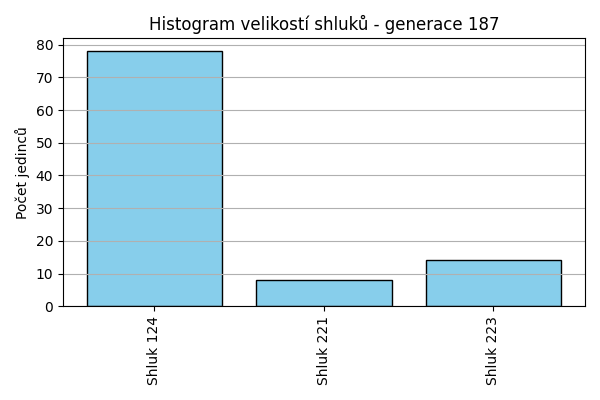 Histogram velikostí shluků - generace 187
Počet jedinců
80
70
60
50
40
30
20
10
0
Shluk 124
Shluk 221
Shluk 223